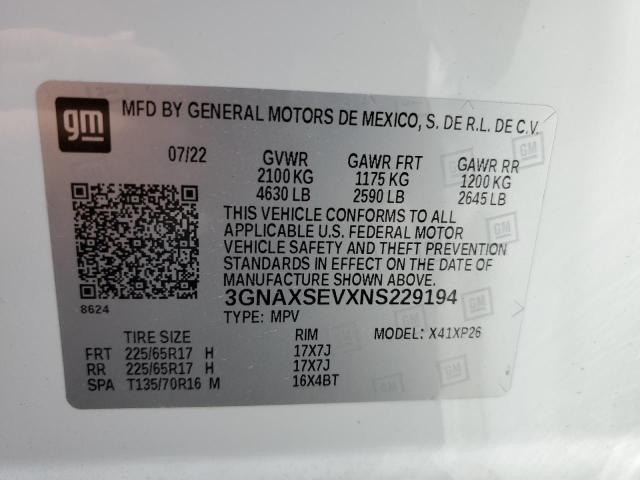 gm
MFD BY GENERAL MOTORS DE MEXICO, S. DE R.L. DE C.V.
07/22 GVWR GAWR FRT GAWR RR
2100 KG 1175 KG 1200 KG
4630 LB 2590 LB 2645 LB
THIS VEHICLE CONFORMS TO ALL
APPLICABLE U.S. FEDERAL MOTOR
VEHICLE SAFETY AND THEFT PREVENTION
STANDARDS IN EFFECT ON THE DATE OF
MANUFACTURE SHOWN ABOVE.
3GNAXSEVXNS229194
8624
TYPE: MPV
TIRE SIZE RIM MODEL: X41XP26
FRT 225/65R17 H 17X7J
RR 225/65R17 H 17X7J
SPA T135/70R16 M 16X4BT